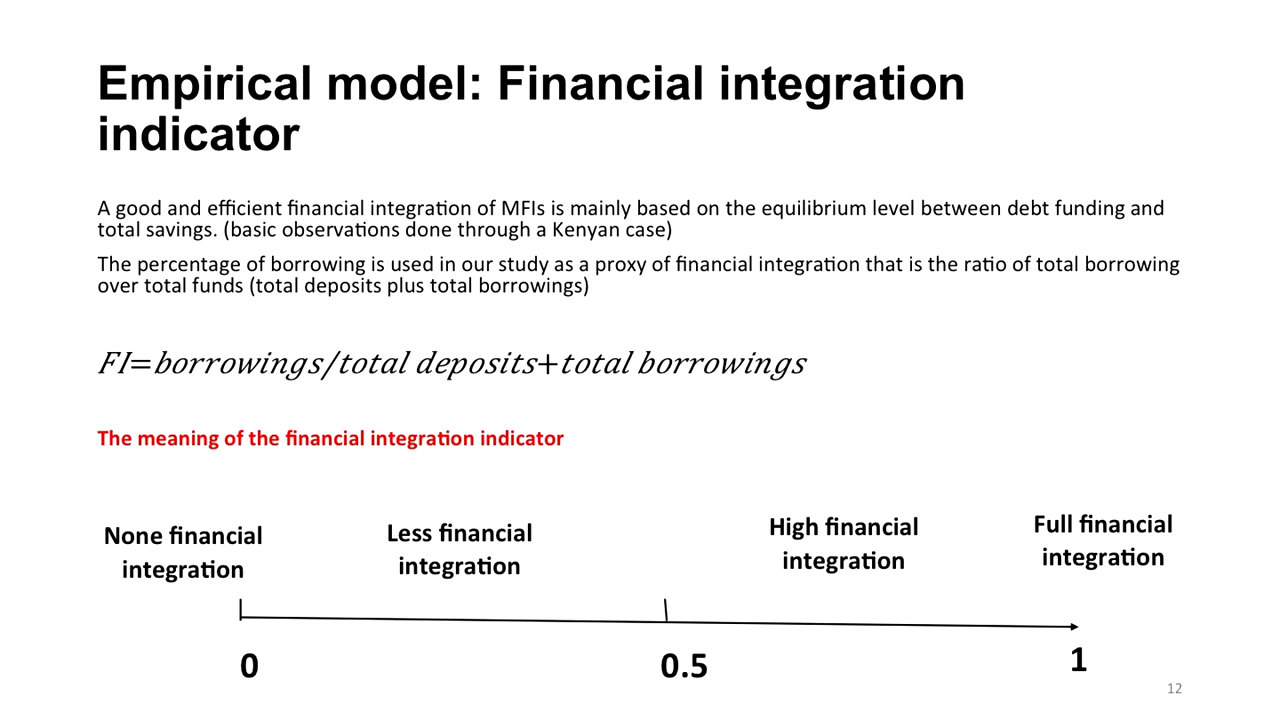 Empirical model: Financial integration
indicator
A good and efficient financial integration of MFIs is mainly based on the equilibrium level between debt funding and
total savings. (basic observations done through a Kenyan case)
The percentage of borrowing is used in our study as a proxy of financial integration that is the ratio of total borrowing
over total funds (total deposits plus total borrowings)
FI=borrowings/total deposits+total borrowings
The meaning of the financial integration indicator
None financial
integration
Less financial
integration
High financial
integration
Full financial
integration
0
0.5
1
12